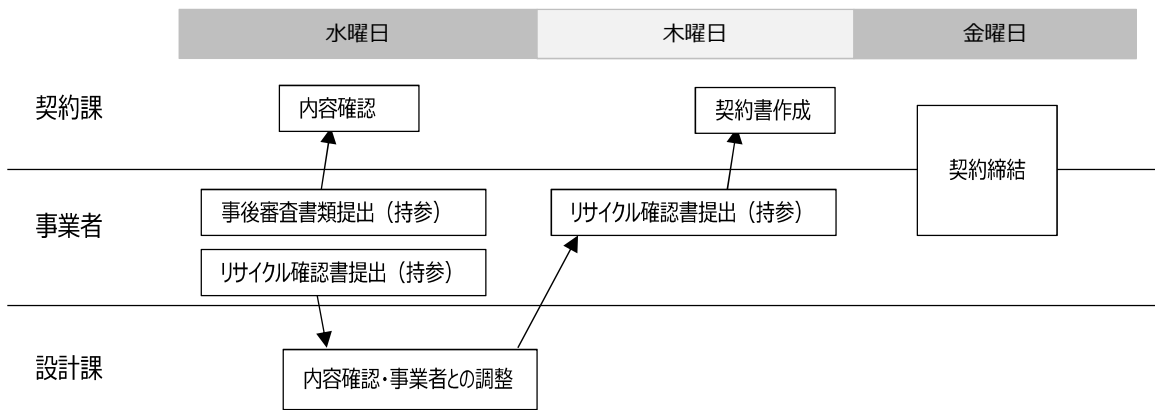 水曜日
木曜日
金曜日
契約課
内容確認
契約書作成
契約締結
事業者
事後審査書類提出（持参）
リサイクル確認書提出（持参）
リサイクル確認書提出（持参）
設計課
内容確認・事業者との調整